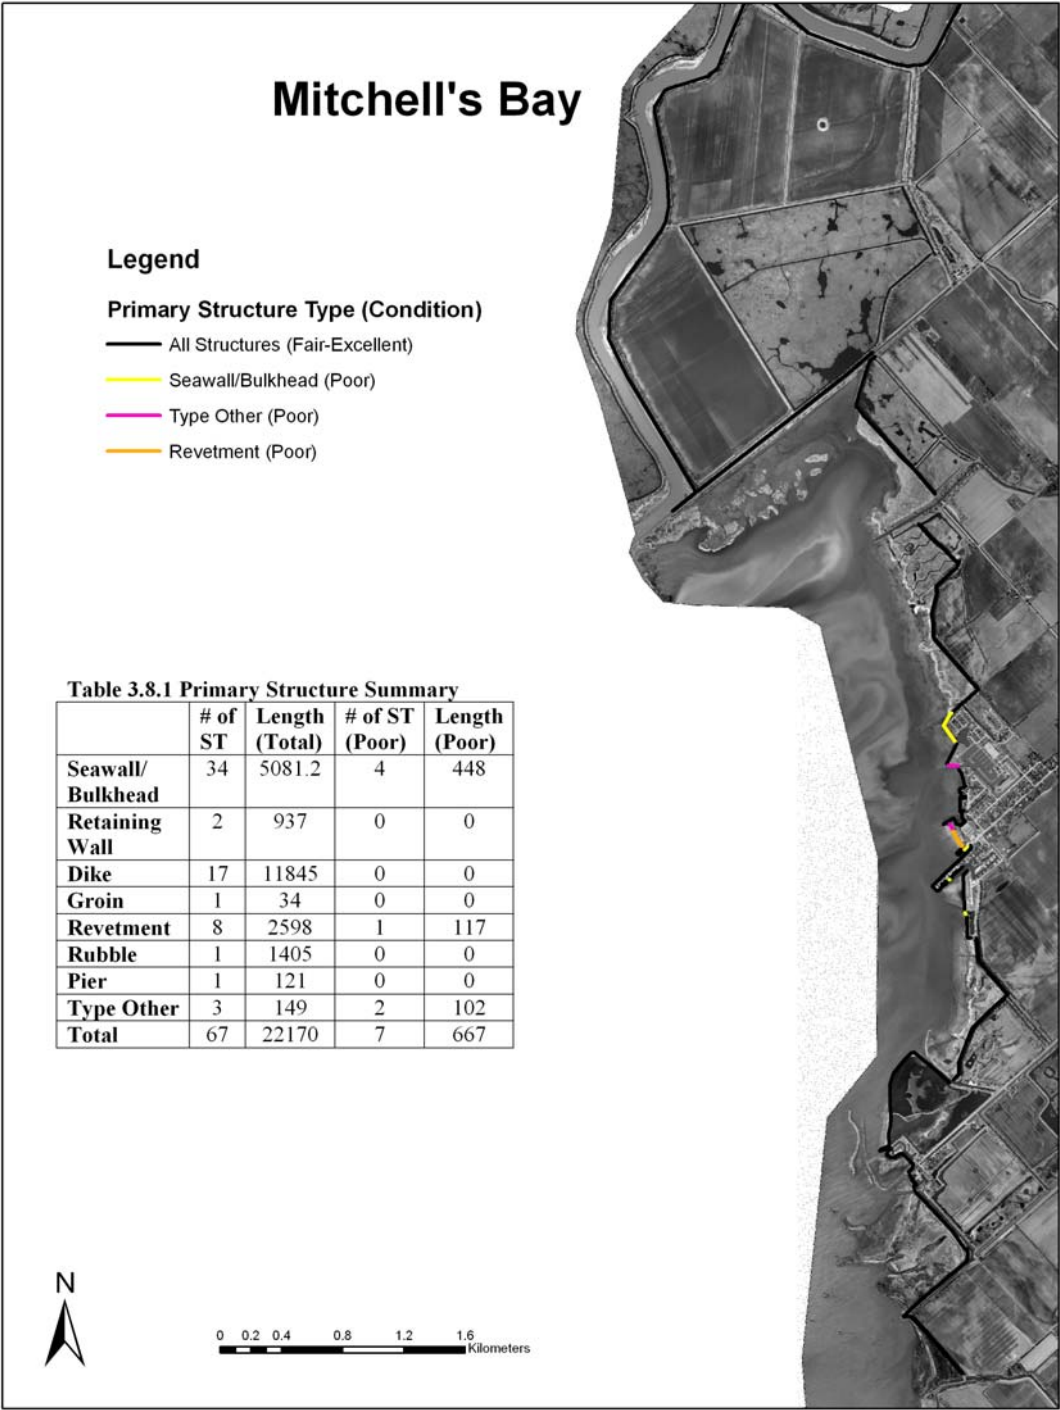 Mitchell's Bay
Legend
Primary Structure Type (Condition)
All Structures (Fair-Excellent)
Seawall/Bulkhead (Poor)
Type Other (Poor)
Revetment (Poor)
Table 3.8.1 Primary Structure Summary
# of ST Length (Total) # of ST (Poor) Length (Poor)
Seawall/ Bulkhead 34 5081.2 4 448
Retaining Wall 2 937 0 0
Dike 17 11845 0 0
Groin 1 34 0 0
Revetment 8 2598 1 117
Rubble 1 1405 0 0
Pier 1 121 0 0
Type Other 3 149 2 102
Total 67 22170 7 667
N
0 0.2 0.4 0.8 1.2 1.6
Kilometers